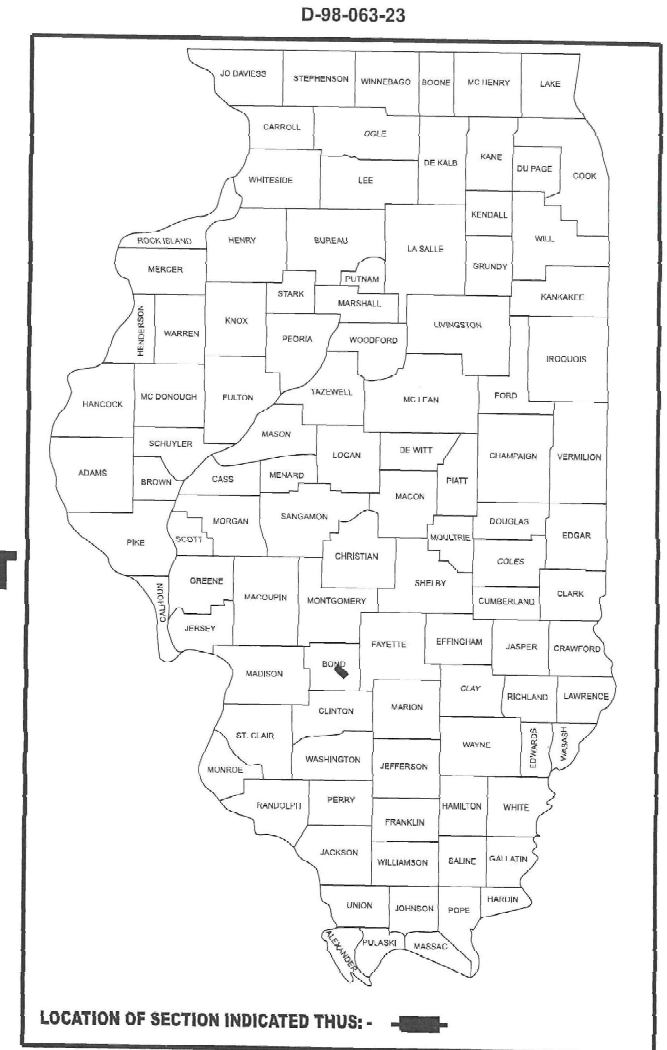 D-98-063-23
JO DAVIESS STEPHENSON WINNEBAGO BOONE MC HENRY LAKE
CARROLL OGLE
DE KALB KANE DU PAGE COOK
WHITESIDE LEE
KENDALL
ROCK ISLAND HENRY BUREAU LA SALLE WILL
MERCER GRUNDY
PUTNAM
STARK MARSHALL KANKAKEE
HENDERSON WARREN KNOX PEORIA WOODFORD LIVINGSTON
IROQUOIS
HANCOCK MC DONOUGH FULTON TAZEWELL MC LEAN FORD
MASON
SCHUYLER LOGAN DE WITT CHAMPAIGN VERMILION
ADAMS BROWN CASS MENARD PIATT
MACON
MORGAN SANGAMON DOUGLAS
PIKE SCOTT MOULTRIE EDGAR
CHRISTIAN COLES
GREENE SHELBY
CALHOUN MACOUPIN MONTGOMERY CUMBERLAND CLARK
JERSEY
FAYETTE EFFINGHAM JASPER CRAWFORD
MADISON BOND
CLAY RICHLAND LAWRENCE
CLINTON MARION
ST. CLAIR WAYNE EDWARDS WABASH
WASHINGTON JEFFERSON
MONROE
RANDOLPH PERRY HAMILTON WHITE
FRANKLIN
JACKSON WILLIAMSON SALINE GALLATIN
UNION JOHNSON POPE HARDIN
ALEXANDER PULASKI MASSAC
LOCATION OF SECTION INDICATED THUS: -